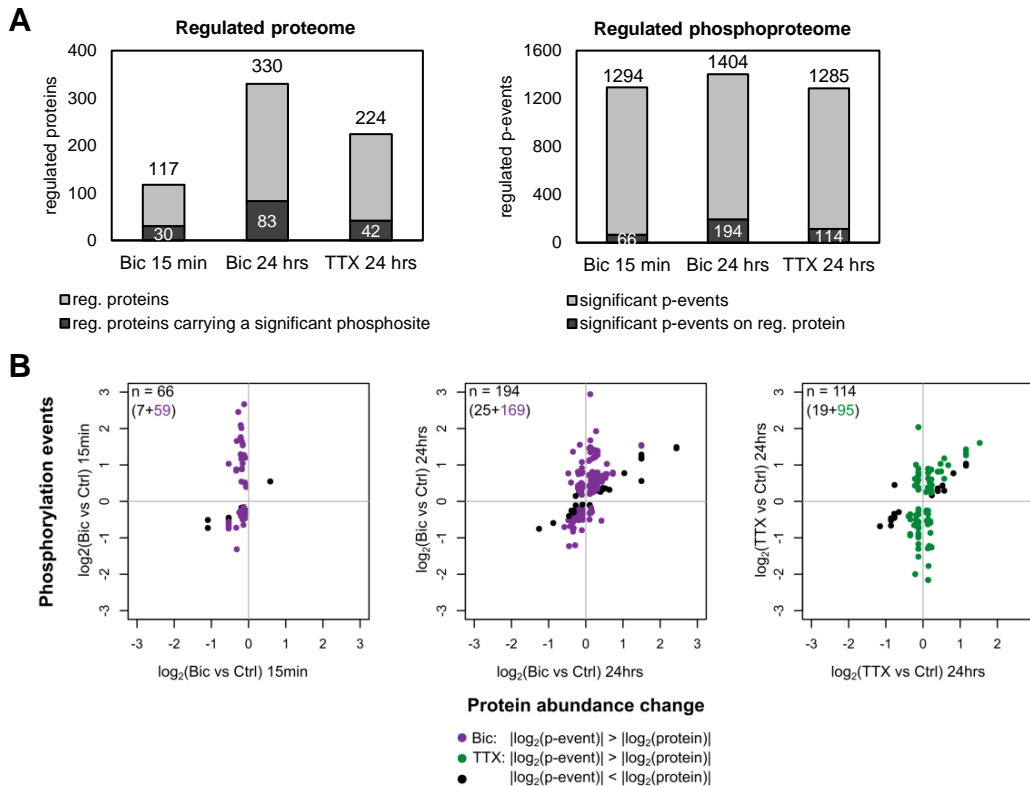 A
Regulated proteome
400
300
200
100
0
regulated proteins
117
330
224
30
83
42
Bic 15 min
Bic 24 hrs
TTX 24 hrs
reg. proteins
reg. proteins carrying a significant phosphosite
Regulated phosphoproteome
1600
1200
800
400
0
regulated p-events
1294
1404
1285
66
194
114
Bic 15 min
Bic 24 hrs
TTX 24 hrs
significant p-events
significant p-events on reg. protein
B
Phosphorylation events
n = 66
(7+59)
3
2
1
0
-1
-2
-3
log2(Bic vs Ctrl) 15min
-3 -2 -1 0 1 2 3
log₂(Bic vs Ctrl) 15min
n = 194
(25+169)
3
2
1
0
-1
-2
-3
log₂(Bic vs Ctrl) 24hrs
-3 -2 -1 0 1 2 3
log₂(Bic vs Ctrl) 24hrs
n = 114
(19+95)
3
2
1
0
-1
-2
-3
log₂(TTX vs Ctrl) 24hrs
-3 -2 -1 0 1 2 3
log₂(TTX vs Ctrl) 24hrs
Protein abundance change
Bic: |log₂(p-event)| > |log₂(protein)|
TTX: |log₂(p-event)| > |log₂(protein)|
|log₂(p-event)| < |log₂(protein)|